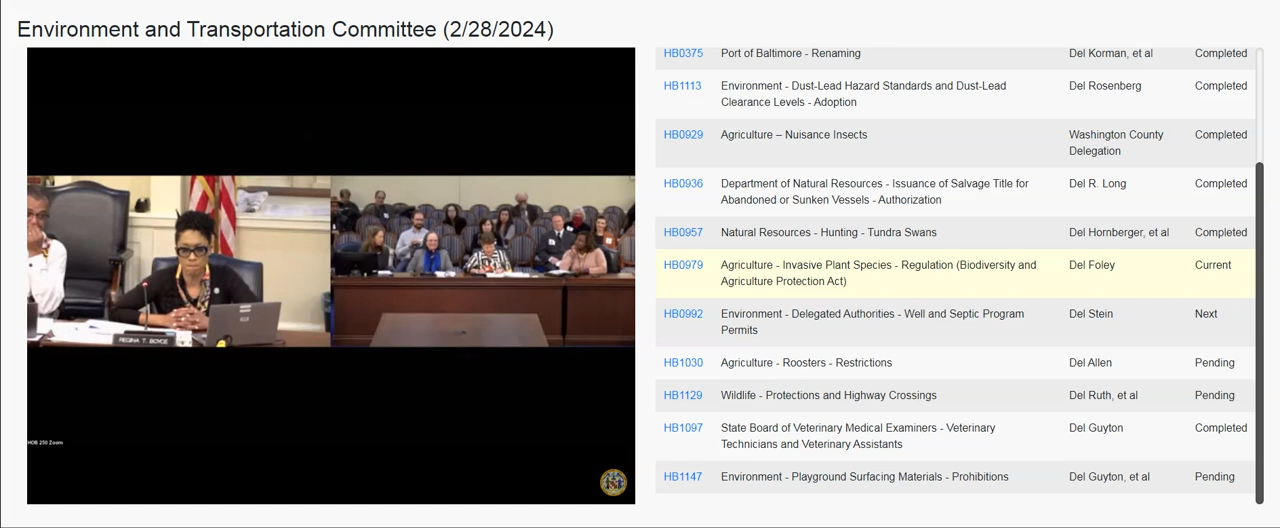 Environment and Transportation Committee (2/28/2024)
REGINA T. BOYCE
HOB 250 Zoom
HB0375 Port of Baltimore - Renaming Del Korman, et al Completed
HB1113 Environment - Dust-Lead Hazard Standards and Dust-Lead Del Rosenberg Completed
Clearance Levels - Adoption
HB0929 Agriculture – Nuisance Insects Washington County Completed
Delegation
HB0936 Department of Natural Resources - Issuance of Salvage Title for Del R. Long Completed
Abandoned or Sunken Vessels - Authorization
HB0957 Natural Resources - Hunting - Tundra Swans Del Hornberger, et al Completed
HB0979 Agriculture - Invasive Plant Species - Regulation (Biodiversity and Del Foley Current
Agriculture Protection Act)
HB0992 Environment - Delegated Authorities - Well and Septic Program Del Stein Next
Permits
HB1030 Agriculture - Roosters - Restrictions Del Allen Pending
HB1129 Wildlife - Protections and Highway Crossings Del Ruth, et al Pending
HB1097 State Board of Veterinary Medical Examiners - Veterinary Del Guyton Completed
Technicians and Veterinary Assistants
HB1147 Environment - Playground Surfacing Materials - Prohibitions Del Guyton, et al Pending